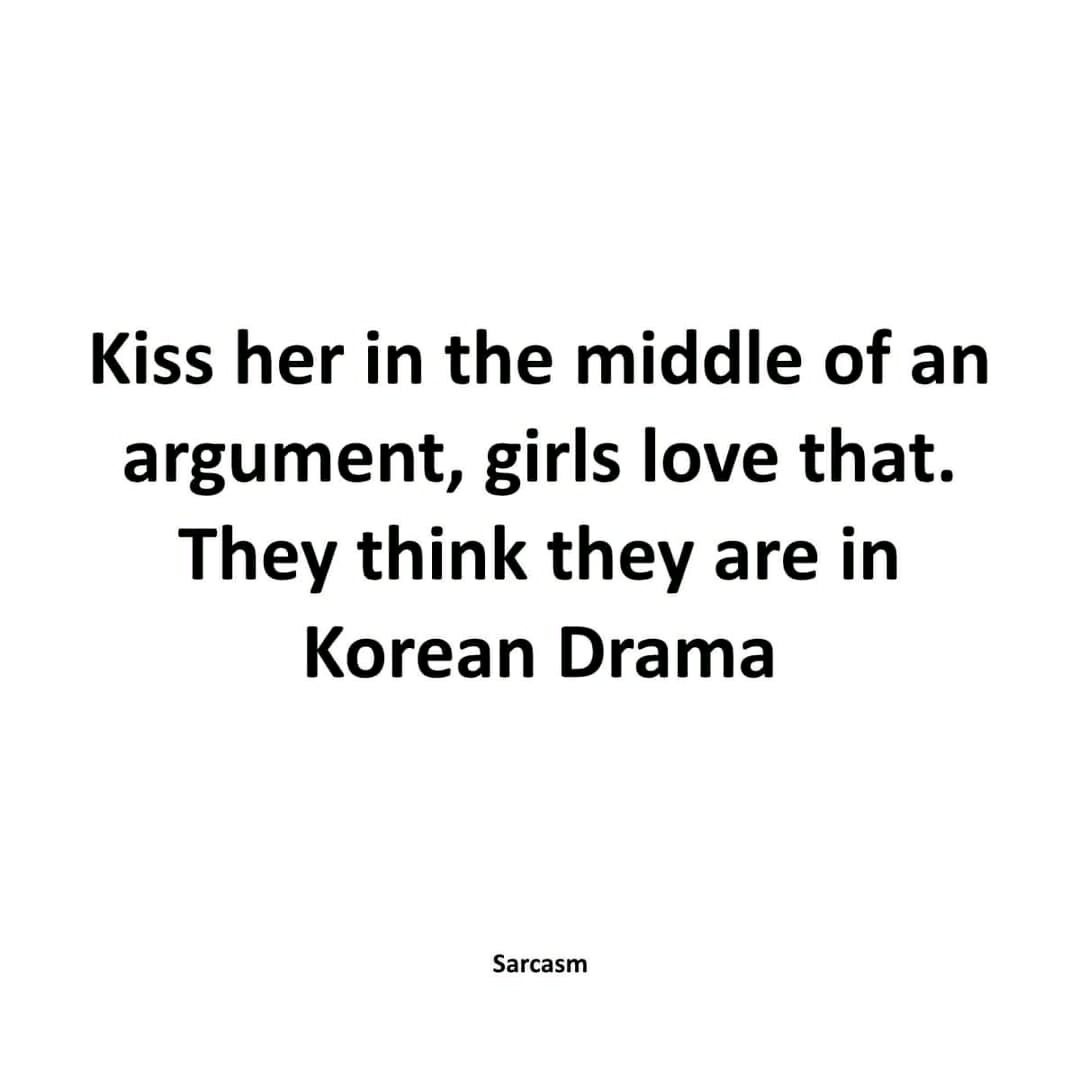 Kiss her in the middle of an
argument, girls love that.
They think they are in
Korean Drama
Sarcasm